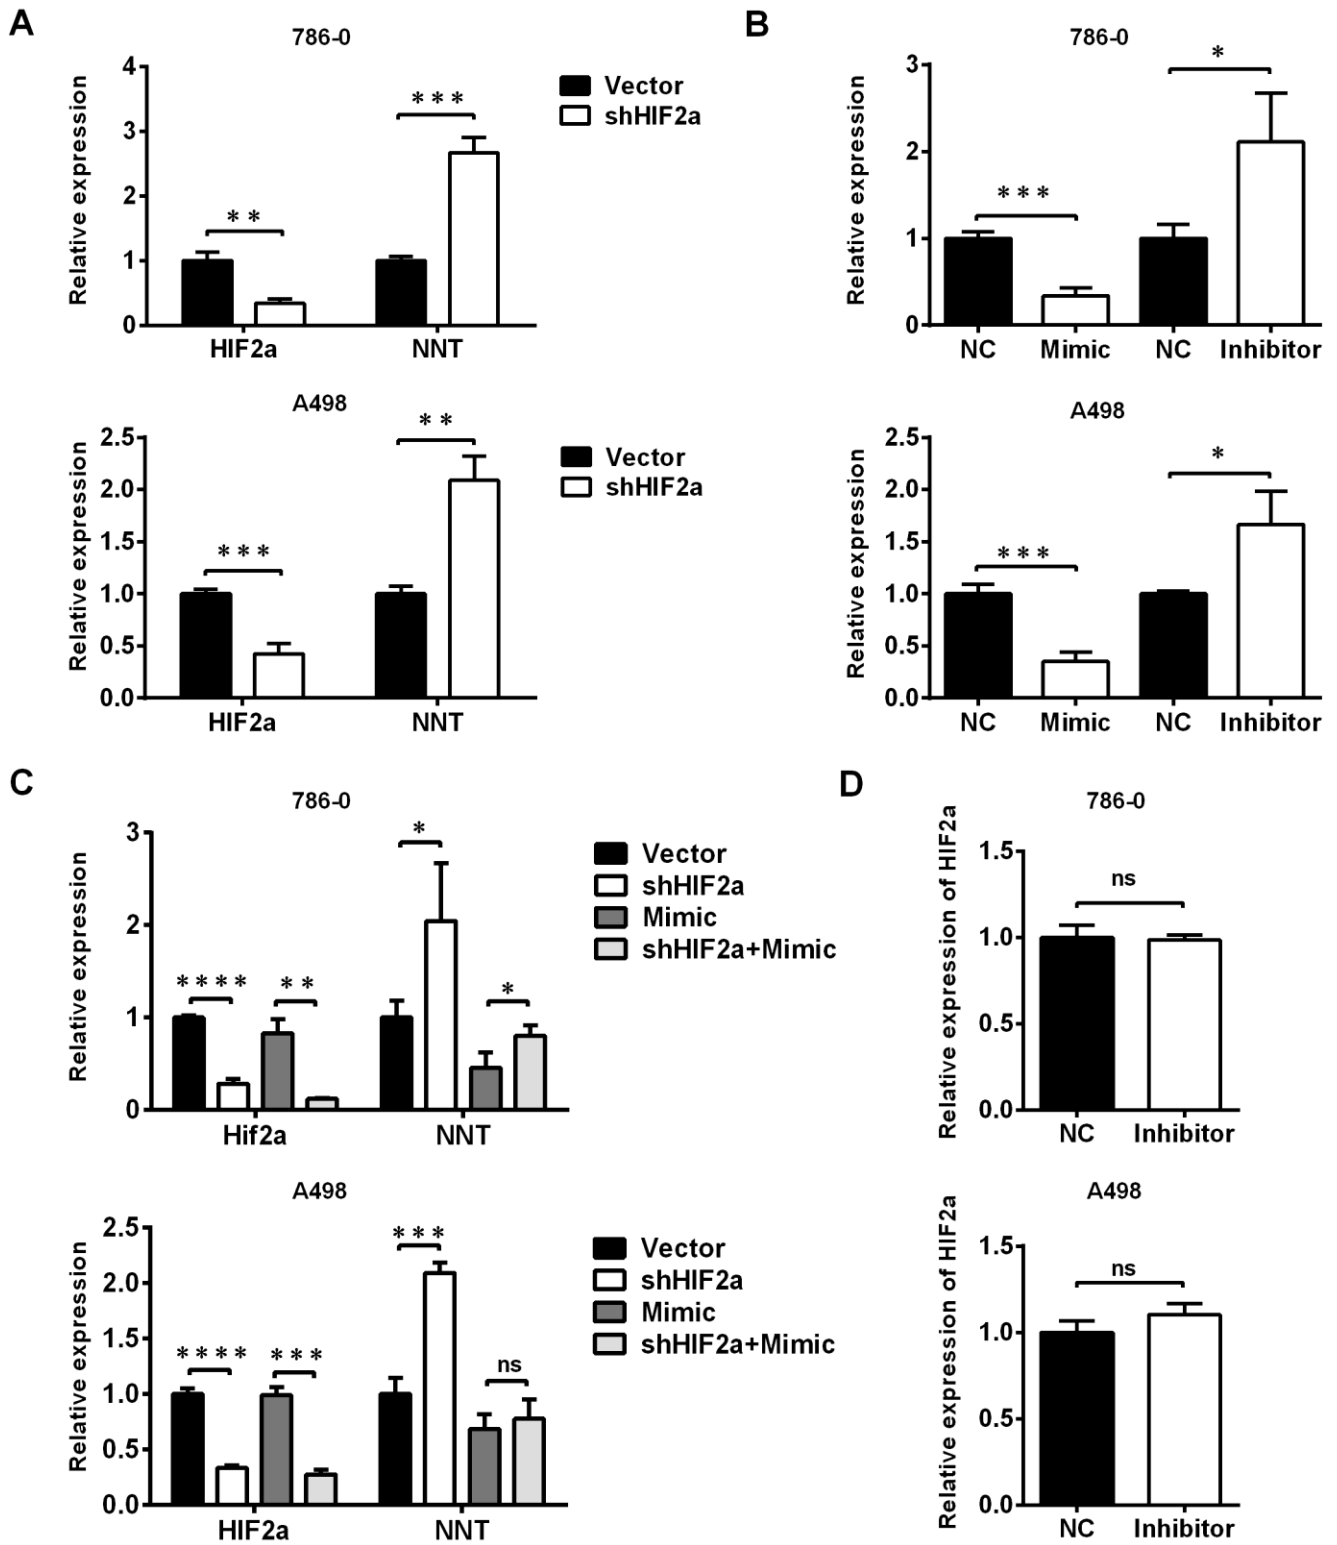 A
786-0
Relative expression
4
3
2
1
0
***
**
HIF2a
NNT
Vector
shHIF2a
A498
Relative expression
2.5
2.0
1.5
1.0
0.5
0.0
**
***
HIF2a
NNT
Vector
shHIF2a
B
786-0
Relative expression
3
2
1
0
*
***
NC
Mimic
NC
Inhibitor
A498
Relative expression
2.5
2.0
1.5
1.0
0.5
0.0
*
***
NC
Mimic
NC
Inhibitor
C
786-0
Relative expression
3
2
1
0
*
****
**
*
Hif2a
NNT
Vector
shHIF2a
Mimic
shHIF2a+Mimic
A498
Relative expression
2.5
2.0
1.5
1.0
0.5
0.0
***
****
***
ns
HIF2a
NNT
Vector
shHIF2a
Mimic
shHIF2a+Mimic
D
786-0
Relative expression of HIF2a
1.5
1.0
0.5
0.0
ns
NC
Inhibitor
A498
Relative expression of HIF2a
1.5
1.0
0.5
0.0
ns
NC
Inhibitor